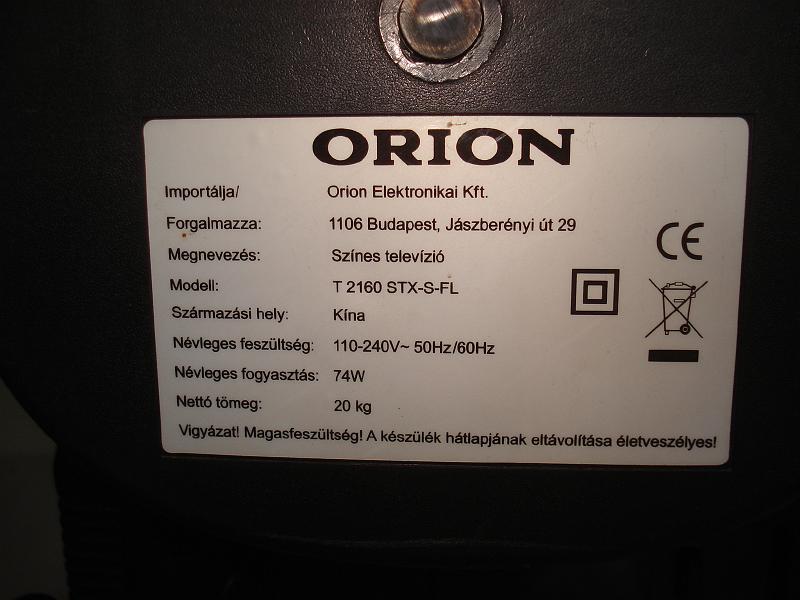 ORION
Importálja/ Orion Elektronikai Kft.
Forgalmazza: 1106 Budapest, Jászberényi út 29
Megnevezés: Színes televízió
Modell: T 2160 STX-S-FL
Származási hely: Kína
Névleges feszültség: 110-240V~ 50Hz/60Hz
Névleges fogyasztás: 74W
Nettó tömeg: 20 kg
Vigyázat! Magasfeszültség! A készülék hátlapjának eltávolítása életveszélyes!
CE